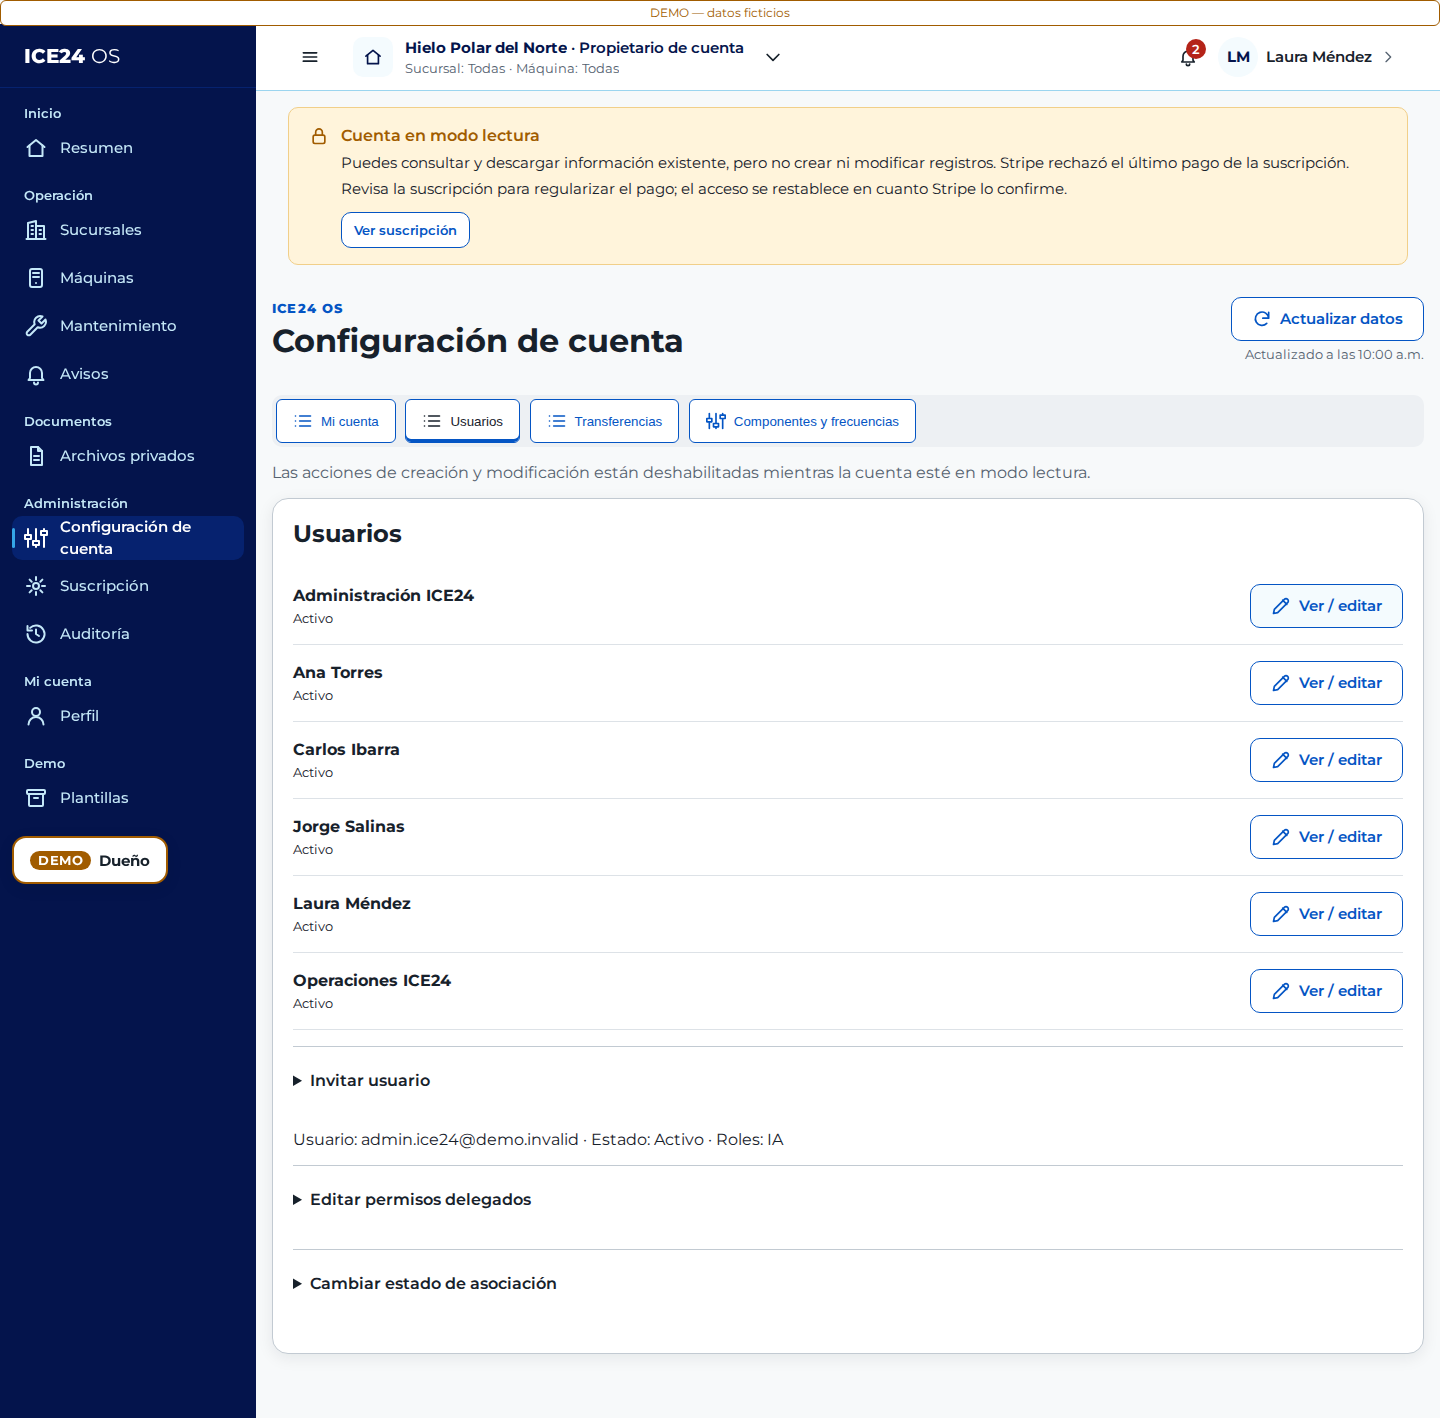 DEMO — datos ficticios
ICE24 OS
Inicio
Resumen
Operación
Sucursales
Máquinas
Mantenimiento
Avisos
Documentos
Archivos privados
Administración
Configuración de
cuenta
Suscripción
Auditoría
Mi cuenta
Perfil
Demo
Plantillas
DEMO Dueño
Hielo Polar del Norte · Propietario de cuenta
Sucursal: Todas · Máquina: Todas
2
LM Laura Méndez
Cuenta en modo lectura
Puedes consultar y descargar información existente, pero no crear ni modificar registros. Stripe rechazó el último pago de la suscripción.
Revisa la suscripción para regularizar el pago; el acceso se restablece en cuanto Stripe lo confirme.
Ver suscripción
ICE24 OS
Configuración de cuenta
Actualizar datos
Actualizado a las 10:00 a.m.
Mi cuenta
Usuarios
Transferencias
Componentes y frecuencias
Las acciones de creación y modificación están deshabilitadas mientras la cuenta esté en modo lectura.
Usuarios
Administración ICE24
Activo
Ver / editar
Ana Torres
Activo
Ver / editar
Carlos Ibarra
Activo
Ver / editar
Jorge Salinas
Activo
Ver / editar
Laura Méndez
Activo
Ver / editar
Operaciones ICE24
Activo
Ver / editar
Invitar usuario
Usuario: admin.ice24@demo.invalid · Estado: Activo · Roles: IA
Editar permisos delegados
Cambiar estado de asociación